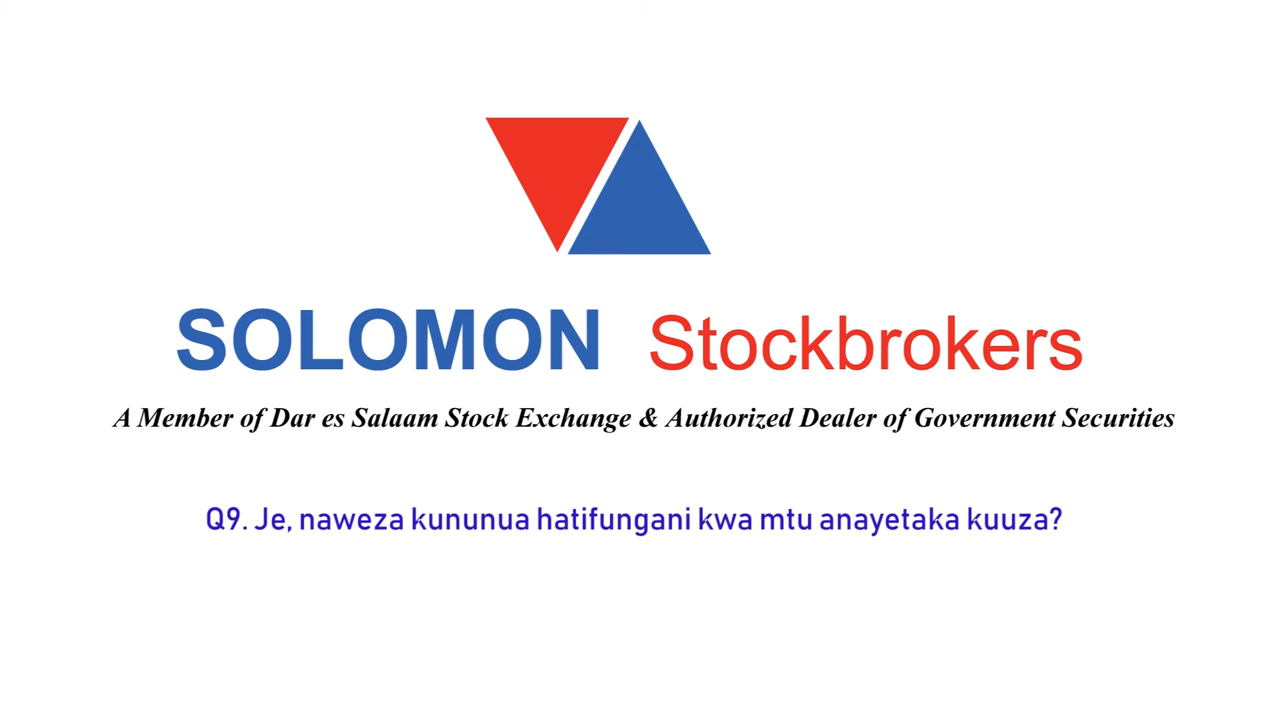 SOLOMON Stockbrokers
A Member of Dar es Salaam Stock Exchange & Authorized Dealer of Government Securities
Q9. Je, naweza kununua hatifungani kwa mtu anayetaka kuuza?